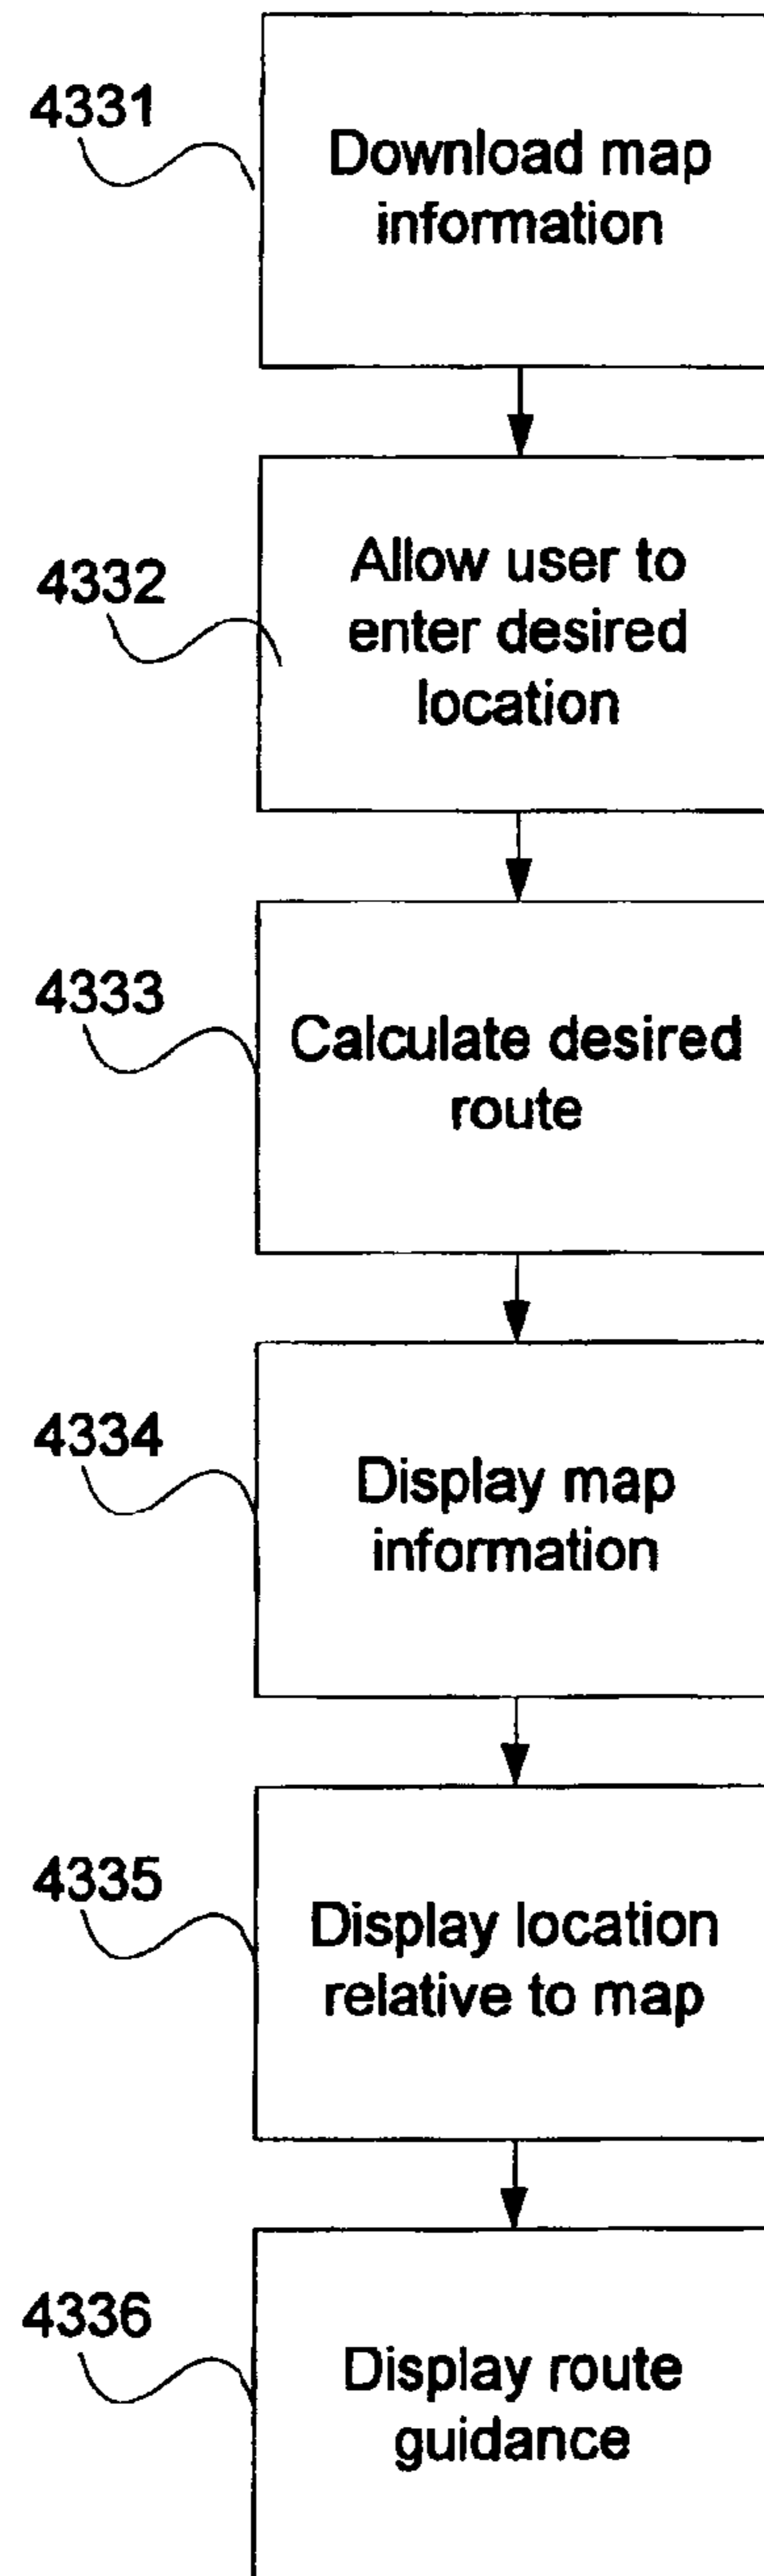 4331
Download map
information
4332
Allow user to
enter desired
location
4333
Calculate desired
route
4334
Display map
information
4335
Display location
relative to map
4336
Display route
guidance